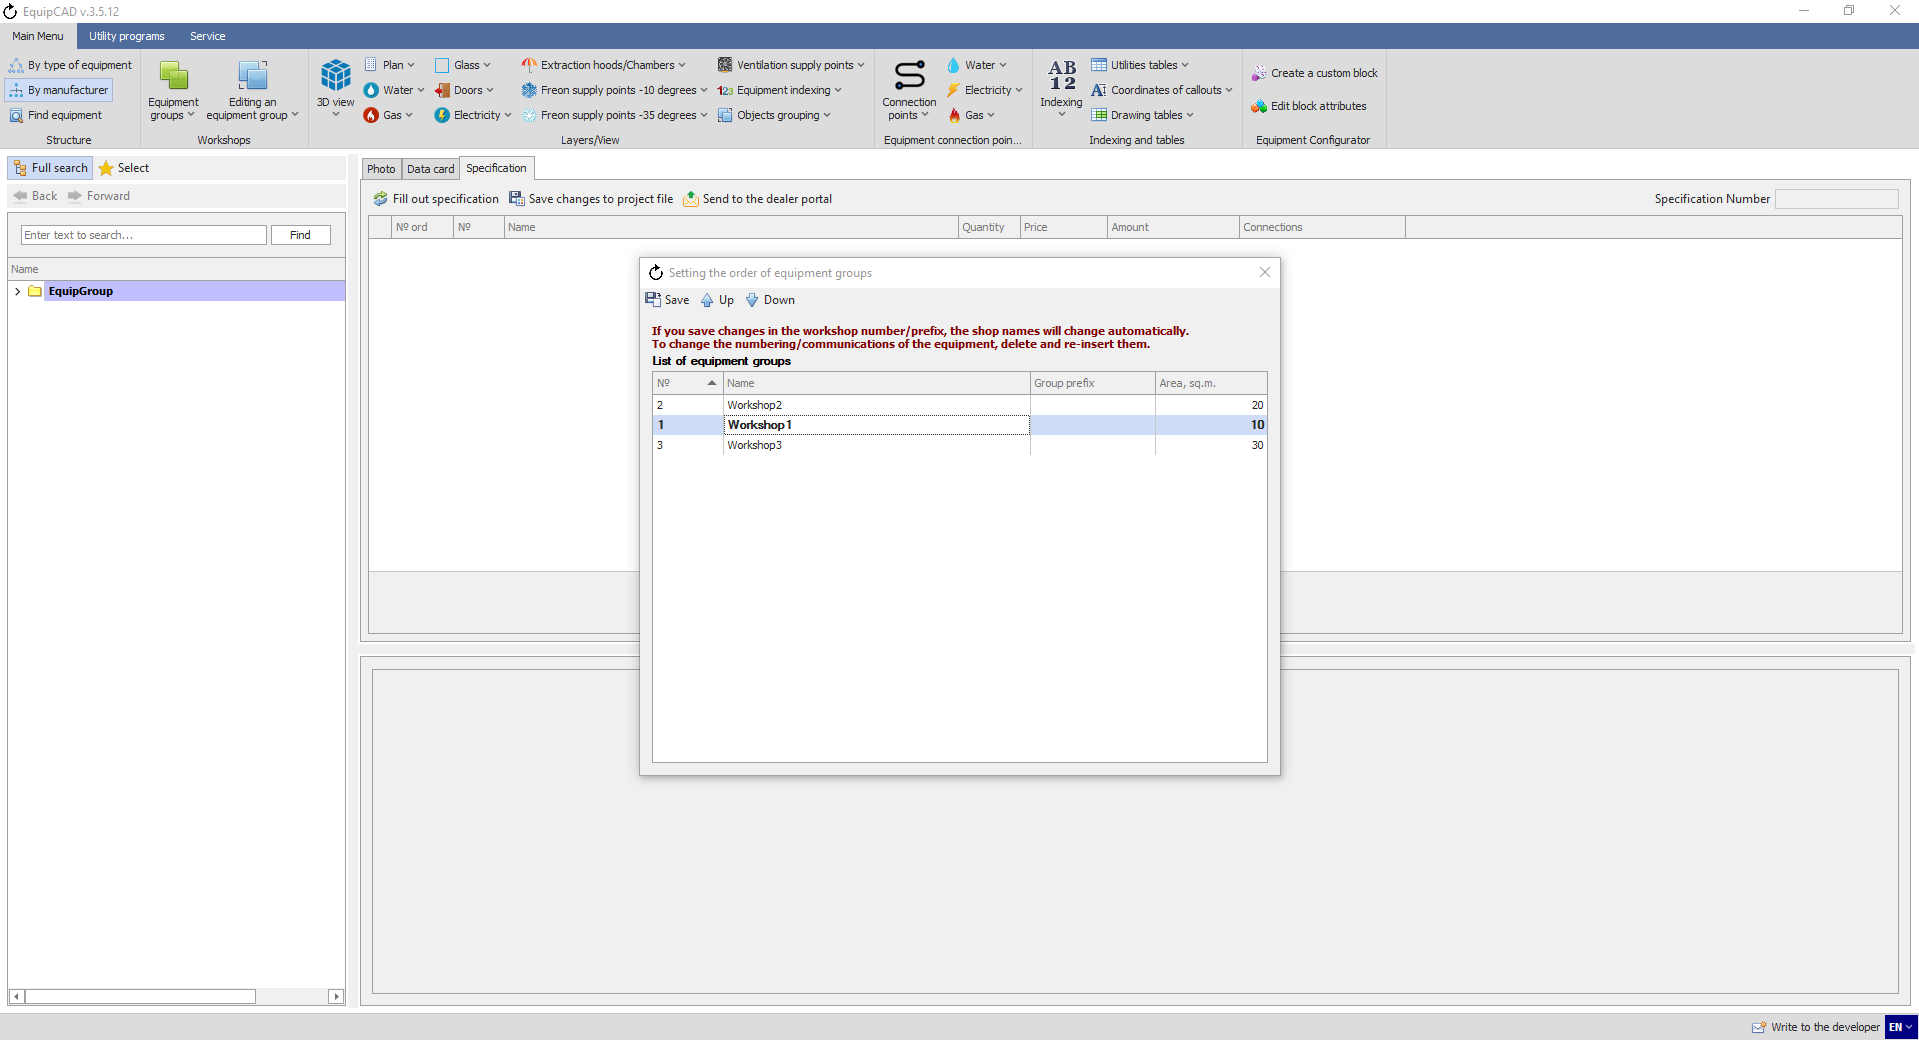 EquipCAD v.3.5.12
Main Menu Utility programs Service
By type of equipment
By manufacturer
Find equipment
Structure
Equipment groups
Editing an equipment group
Workshops
3D view
Plan
Water
Gas
Glass
Doors
Electricity
Extraction hoods/Chambers
Freon supply points -10 degrees
Freon supply points -35 degrees
Ventilation supply points
123 Equipment indexing
Objects grouping
Layers/View
Connection points
Water
Electricity
Gas
Equipment connection poin...
AB
12
Indexing
Utilities tables
Coordinates of callouts
Drawing tables
Indexing and tables
Create a custom block
Edit block attributes
Equipment Configurator
Full search Select
Back Forward
Enter text to search... Find
Name
EquipGroup
Photo Data card Specification
Fill out specification Save changes to project file Send to the dealer portal Specification Number
Nº ord Nº Name Quantity Price Amount Connections
Setting the order of equipment groups
Save Up Down
If you save changes in the workshop number/prefix, the shop names will change automatically.
To change the numbering/communications of the equipment, delete and re-insert them.
List of equipment groups
Nº Name Group prefix Area, sq.m.
2 Workshop2 20
1 Workshop1 10
3 Workshop3 30
Write to the developer EN